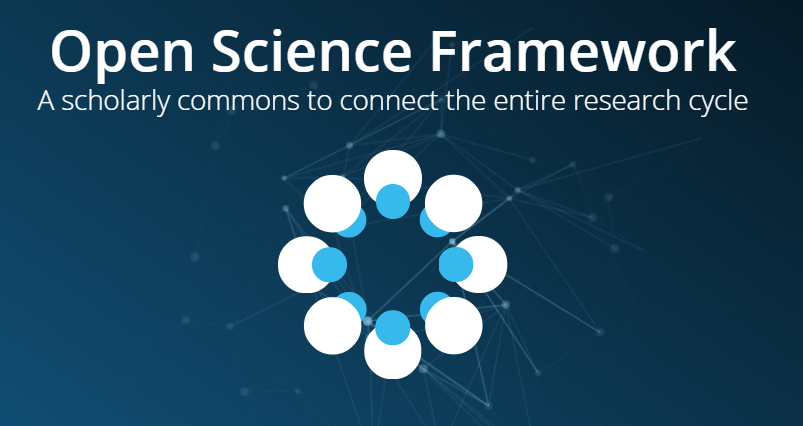 Open Science Framework
A scholarly commons to connect the entire research cycle